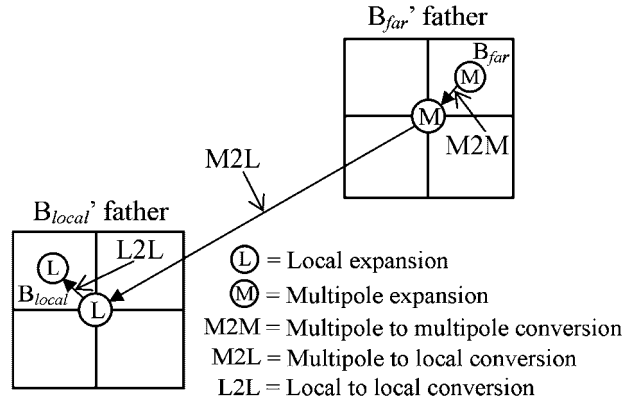 B_far' father
B_far
M
M
M2M
M2L
B_local' father
L2L
L
B_local
L
L = Local expansion
M = Multipole expansion
M2M = Multipole to multipole conversion
M2L = Multipole to local conversion
L2L = Local to local conversion